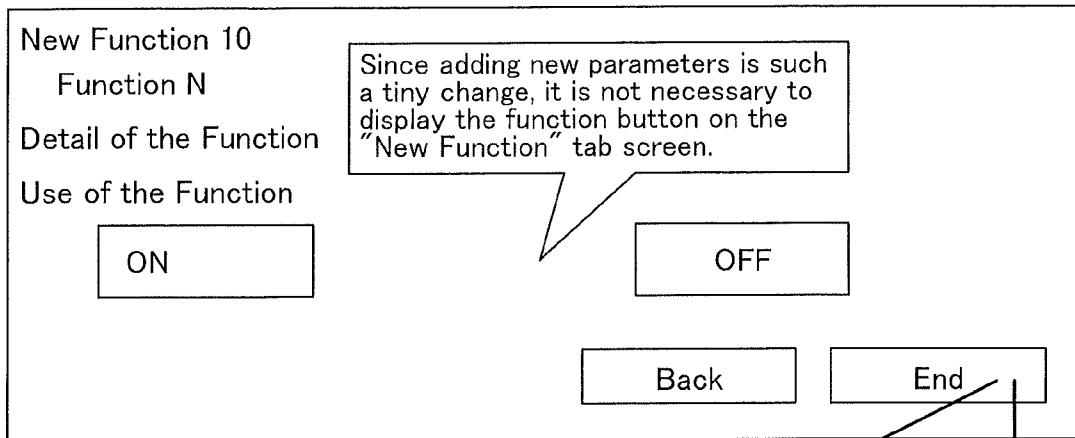 New Function 10
Function N
Detail of the Function
Use of the Function
Since adding new parameters is such
a tiny change, it is not necessary to
display the function button on the
"New Function" tab screen.
ON
OFF
Back
End